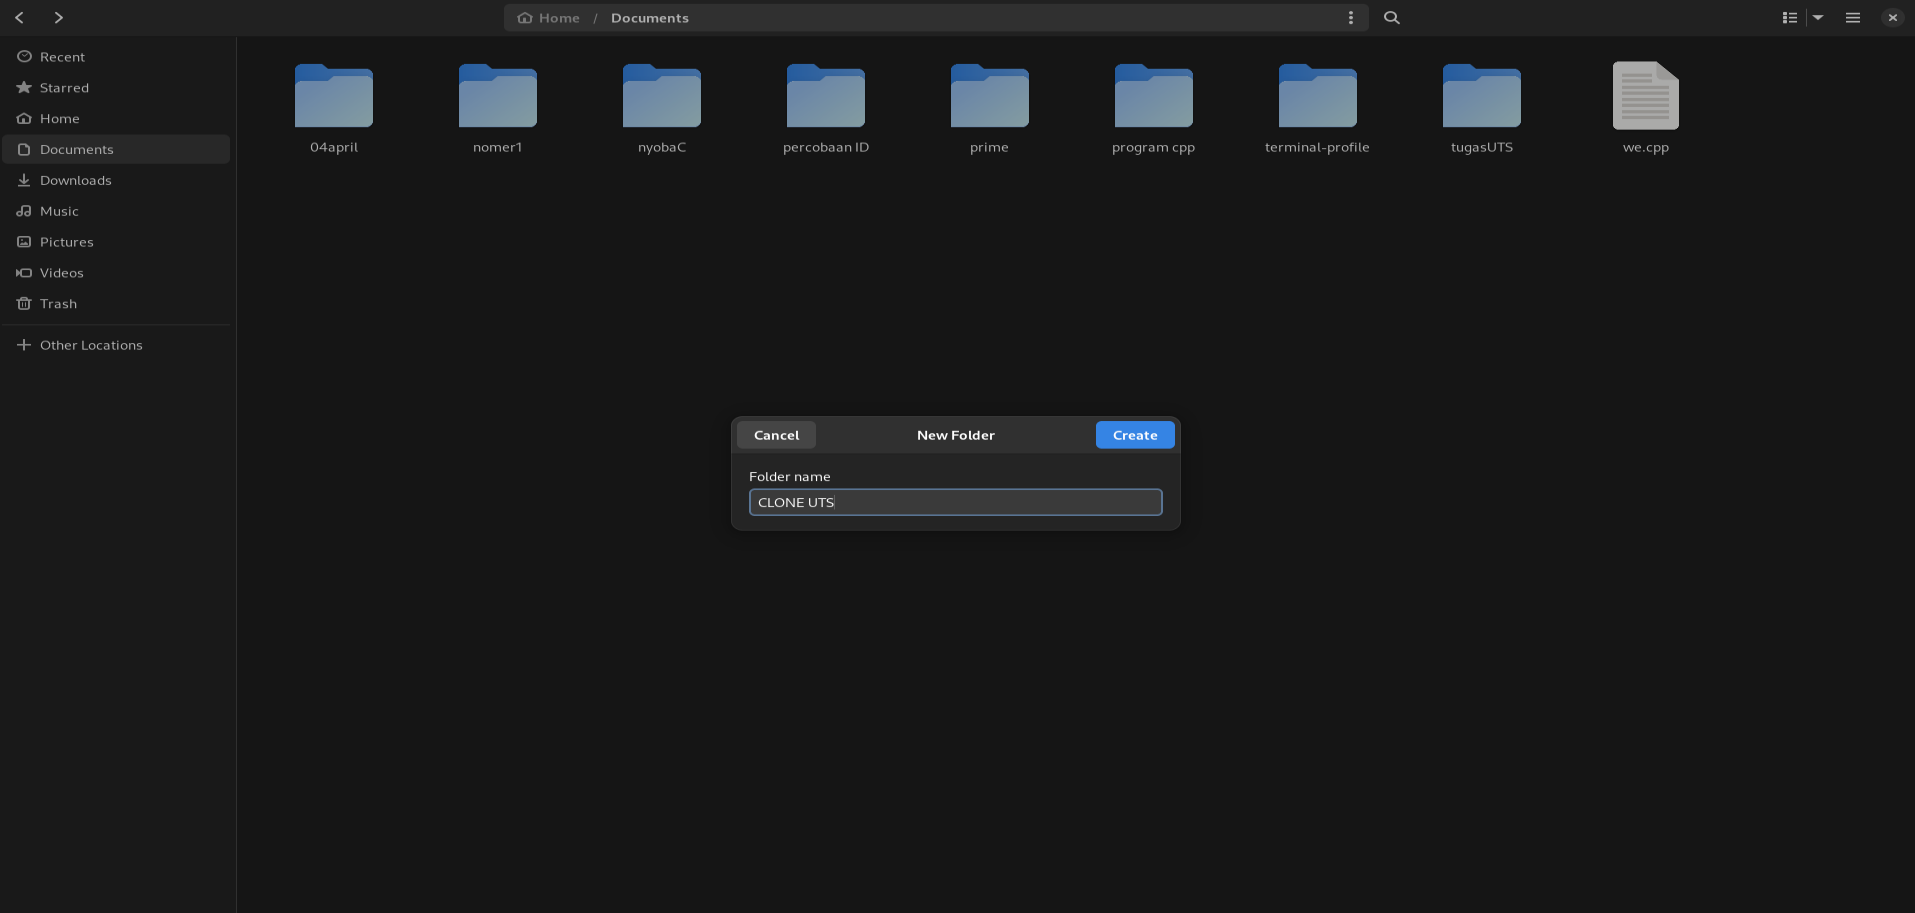 Home / Documents
Recent
Starred
Home
Documents
Downloads
Music
Pictures
Videos
Trash
Other Locations
04april
nomer1
nyobaC
percobaan ID
prime
program cpp
terminal-profile
tugasUTS
we.cpp
Cancel
New Folder
Create
Folder name
CLONE UTS